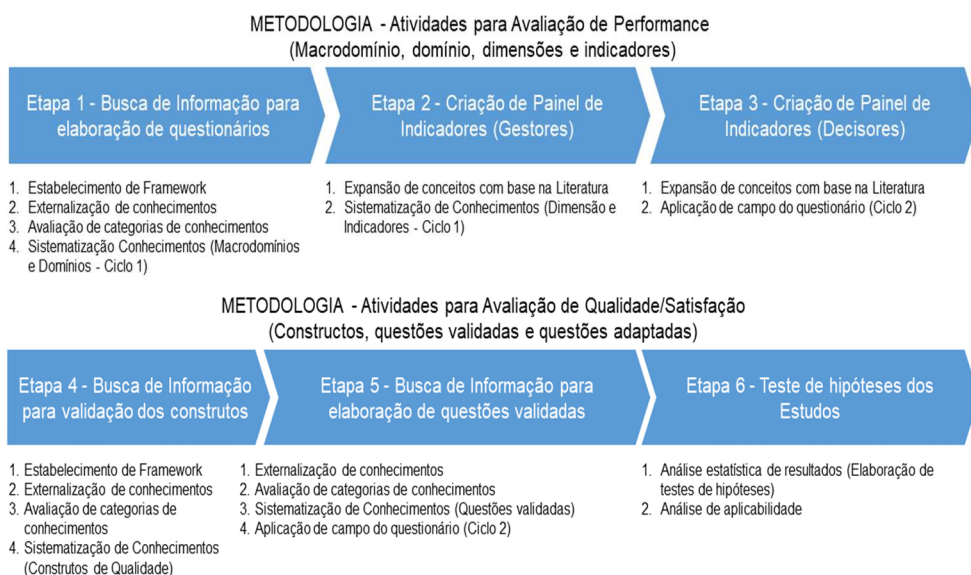 METODOLOGIA - Atividades para Avaliação de Performance
(Macrodomínio, domínio, dimensões e indicadores)
Etapa 1 - Busca de Informação para
elaboração de questionários
Etapa 2 - Criação de Painel de
Indicadores (Gestores)
Etapa 3 - Criação de Painel de
Indicadores (Decisores)
1. Estabelecimento de Framework
2. Externalização de conhecimentos
3. Avaliação de categorias de conhecimentos
4. Sistematização Conhecimentos (Macrodomínios
e Domínios - Ciclo 1)
1. Expansão de conceitos com base na Literatura
2. Sistematização de Conhecimentos (Dimensão e
Indicadores - Ciclo 1)
1. Expansão de conceitos com base na Literatura
2. Aplicação de campo do questionário (Ciclo 2)
METODOLOGIA - Atividades para Avaliação de Qualidade/Satisfação
(Constructos, questões validadas e questões adaptadas)
Etapa 4 - Busca de Informação
para validação dos construtos
Etapa 5 - Busca de Informação para
elaboração de questões validadas
Etapa 6 - Teste de hipóteses dos
Estudos
1. Estabelecimento de Framework
2. Externalização de conhecimentos
3. Avaliação de categorias de
conhecimentos
4. Sistematização de Conhecimentos
(Construtos de Qualidade)
1. Externalização de conhecimentos
2. Avaliação de categorias de conhecimentos
3. Sistematização de Conhecimentos (Questões validadas)
4. Aplicação de campo do questionário (Ciclo 2)
1. Análise estatística de resultados (Elaboração de
testes de hipóteses)
2. Análise de aplicabilidade